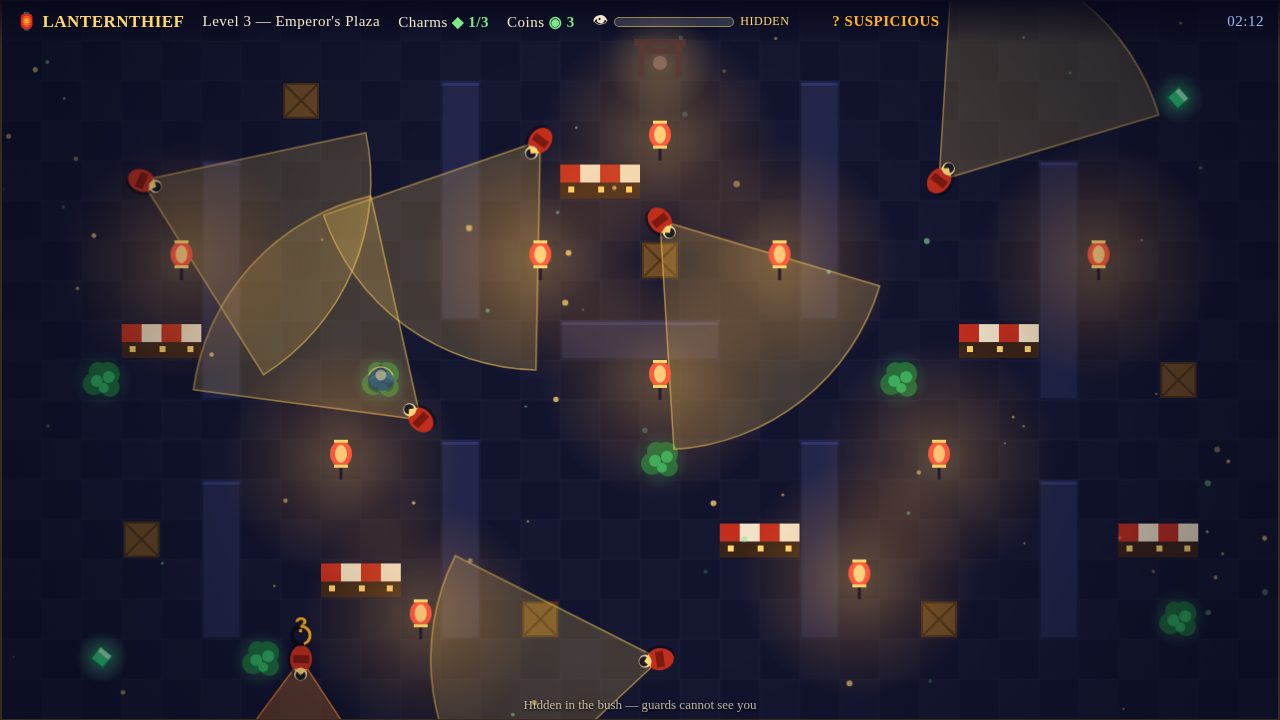 LANTERNTHIEF Level 3 — Emperor's Plaza Charms ◆ 1/3 Coins ◉ 3 HIDDEN ? SUSPICIOUS 02:12
?
Hidden in the bush — guards cannot see you